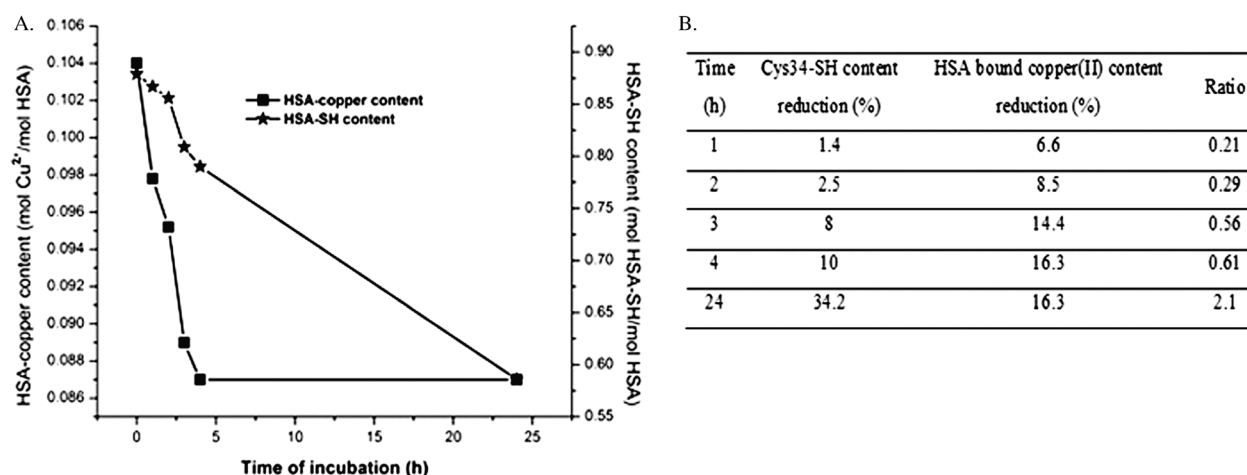 A.
0.106
0.104
0.102
0.100
0.098
0.096
0.094
0.092
0.090
0.088
0.086
HSA-copper content (mol Cu²⁺/mol HSA)
HSA-copper content
HSA-SH content
0.90
0.85
0.80
0.75
0.70
0.65
0.60
0.55
HSA-SH content (mol HSA-SH/mol HSA)
0 5 10 15 20 25
Time of incubation (h)
B.
Time Cys34-SH content HSA bound copper(II) content Ratio
(h) reduction (%) reduction (%)
1 1.4 6.6 0.21
2 2.5 8.5 0.29
3 8 14.4 0.56
4 10 16.3 0.61
24 34.2 16.3 2.1